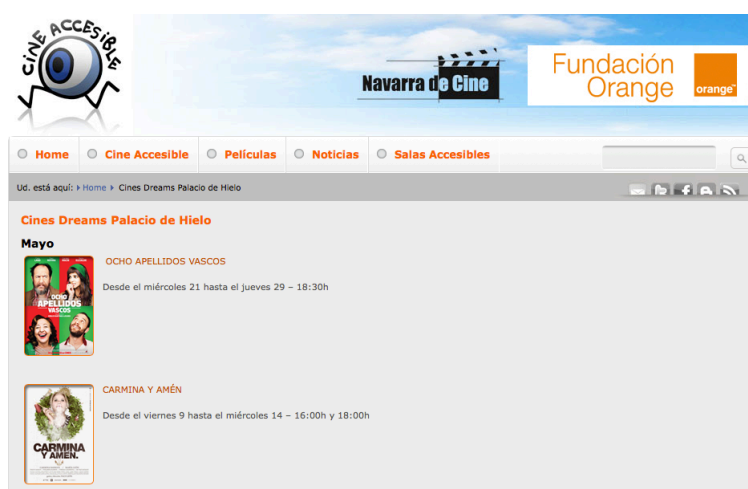 CINE ACCESIBLE
Navarra de Cine
Fundación
Orange
orange™
Home
Cine Accesible
Películas
Noticias
Salas Accesibles
Ud. está aquí: Home Cines Dreams Palacio de Hielo
Cines Dreams Palacio de Hielo
Mayo
OCHO APELLIDOS VASCOS
Desde el miércoles 21 hasta el jueves 29 – 18:30h
OCHO
APELLIDOS
VASCOS
CARMINA Y AMÉN
Desde el viernes 9 hasta el miércoles 14 – 16:00h y 18:00h
CARMINA
Y AMÉN.